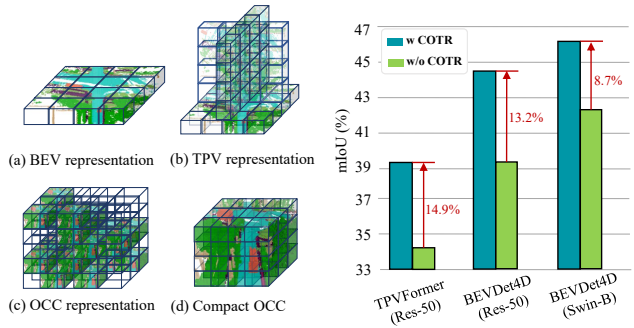 (a) BEV representation
(b) TPV representation
(c) OCC representation
(d) Compact OCC
mIoU (%)
47
45
43
41
39
37
35
33
w COTR
w/o COTR
14.9%
13.2%
8.7%
TPVFormer
(Res-50)
BEVDet4D
(Res-50)
BEVDet4D
(Swin-B)